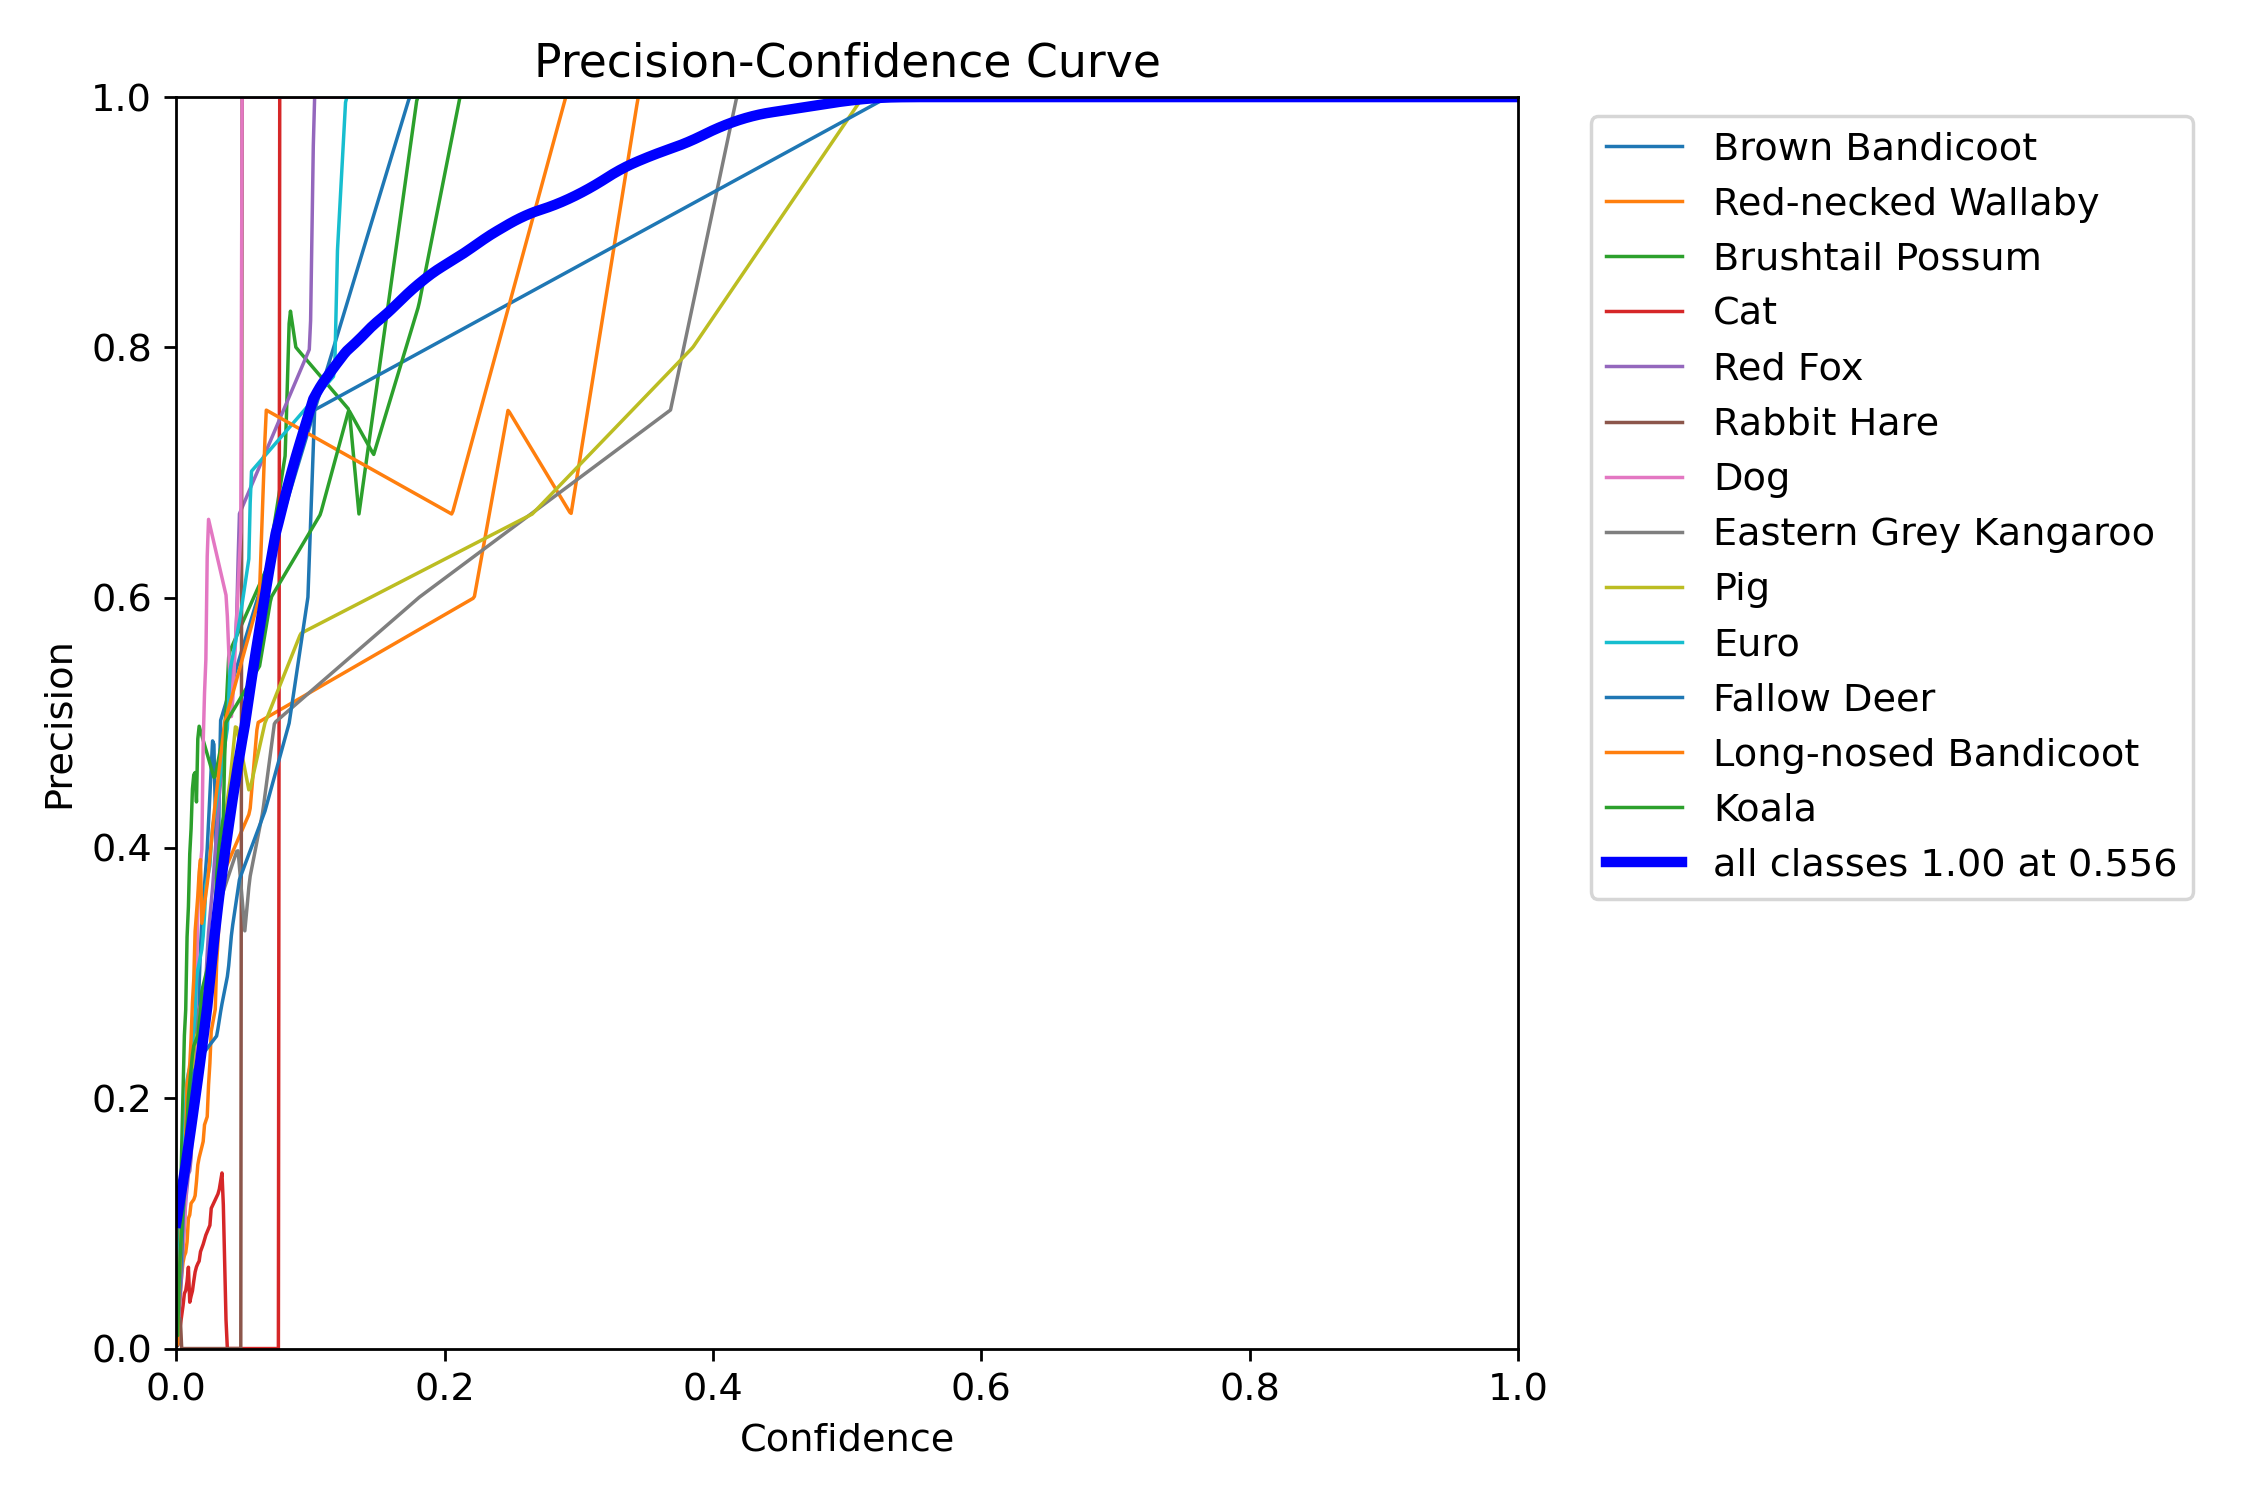 Precision-Confidence Curve
1.0
0.8
0.6
0.4
0.2
0.0
Precision
0.0 0.2 0.4 0.6 0.8 1.0
Confidence
Brown Bandicoot
Red-necked Wallaby
Brushtail Possum
Cat
Red Fox
Rabbit Hare
Dog
Eastern Grey Kangaroo
Pig
Euro
Fallow Deer
Long-nosed Bandicoot
Koala
all classes 1.00 at 0.556